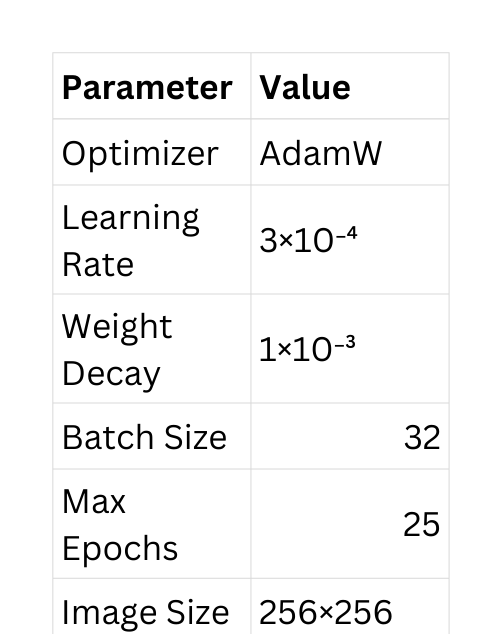 Parameter Value
Optimizer AdamW
Learning
Rate
3×10⁻⁴
Weight
Decay
1×10⁻³
Batch Size 32
Max
Epochs
25
Image Size 256×256